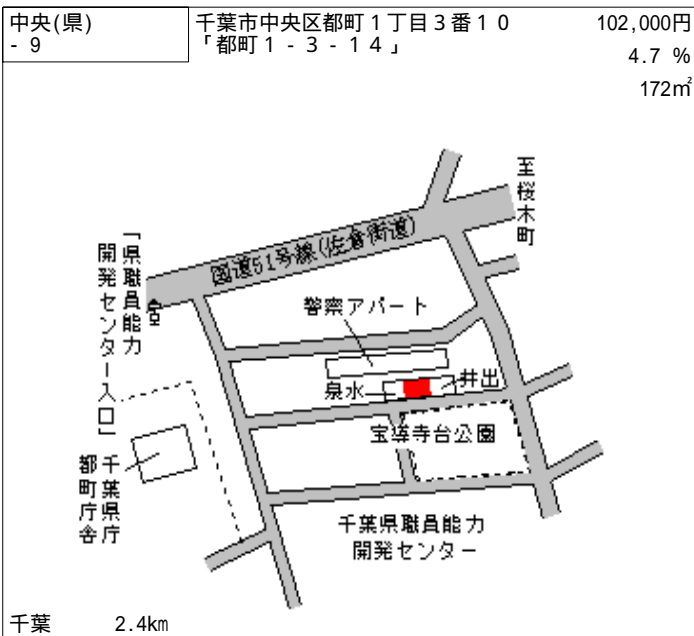 中央(県)
- 9
千葉市中央区都町1丁目3番10
「都町1-3-14」
102,000円
4.7 %
172㎡
至桜木町
国道51号線(佐倉街道)
「県職員能力
開発センター入口」
警察アパート
泉水
井出
宝導寺台公園
千葉県庁
都町庁舎
千葉県職員能力
開発センター
千葉 2.4km